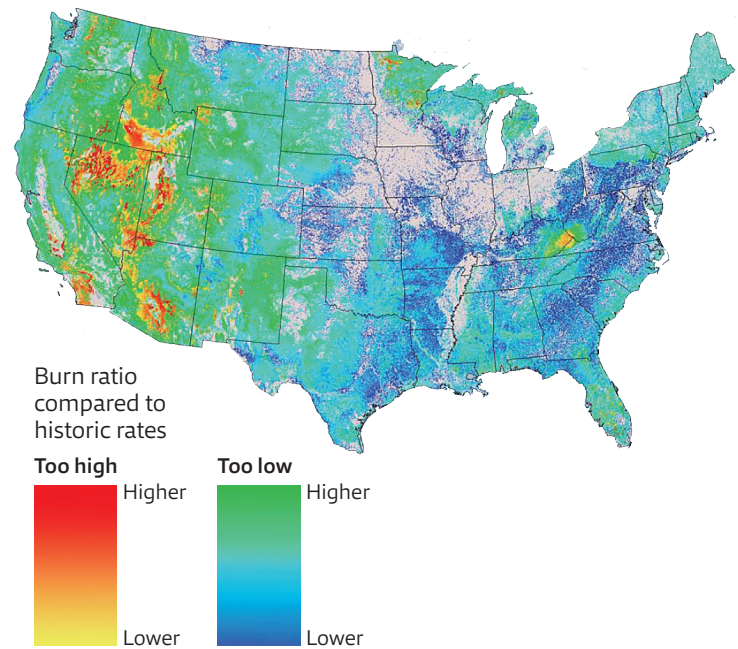 Burn ratio
compared to
historic rates
Too high
Higher
Lower
Too low
Higher
Lower